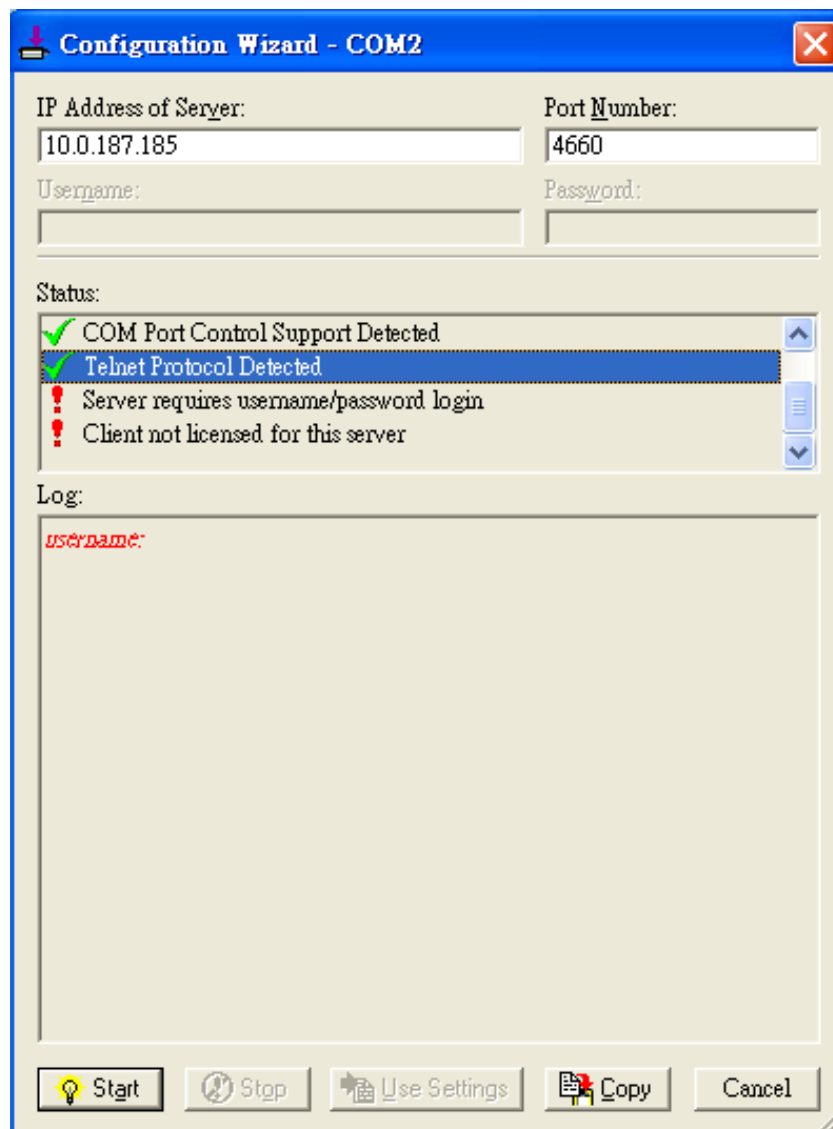 Configuration Wizard - COM2
IP Address of Server: Port Number:
10.0.187.185 4660
Username: Password:
Status:
COM Port Control Support Detected
Telnet Protocol Detected
Server requires username/password login
Client not licensed for this server
Log:
username:
Start Stop Use Settings Copy Cancel